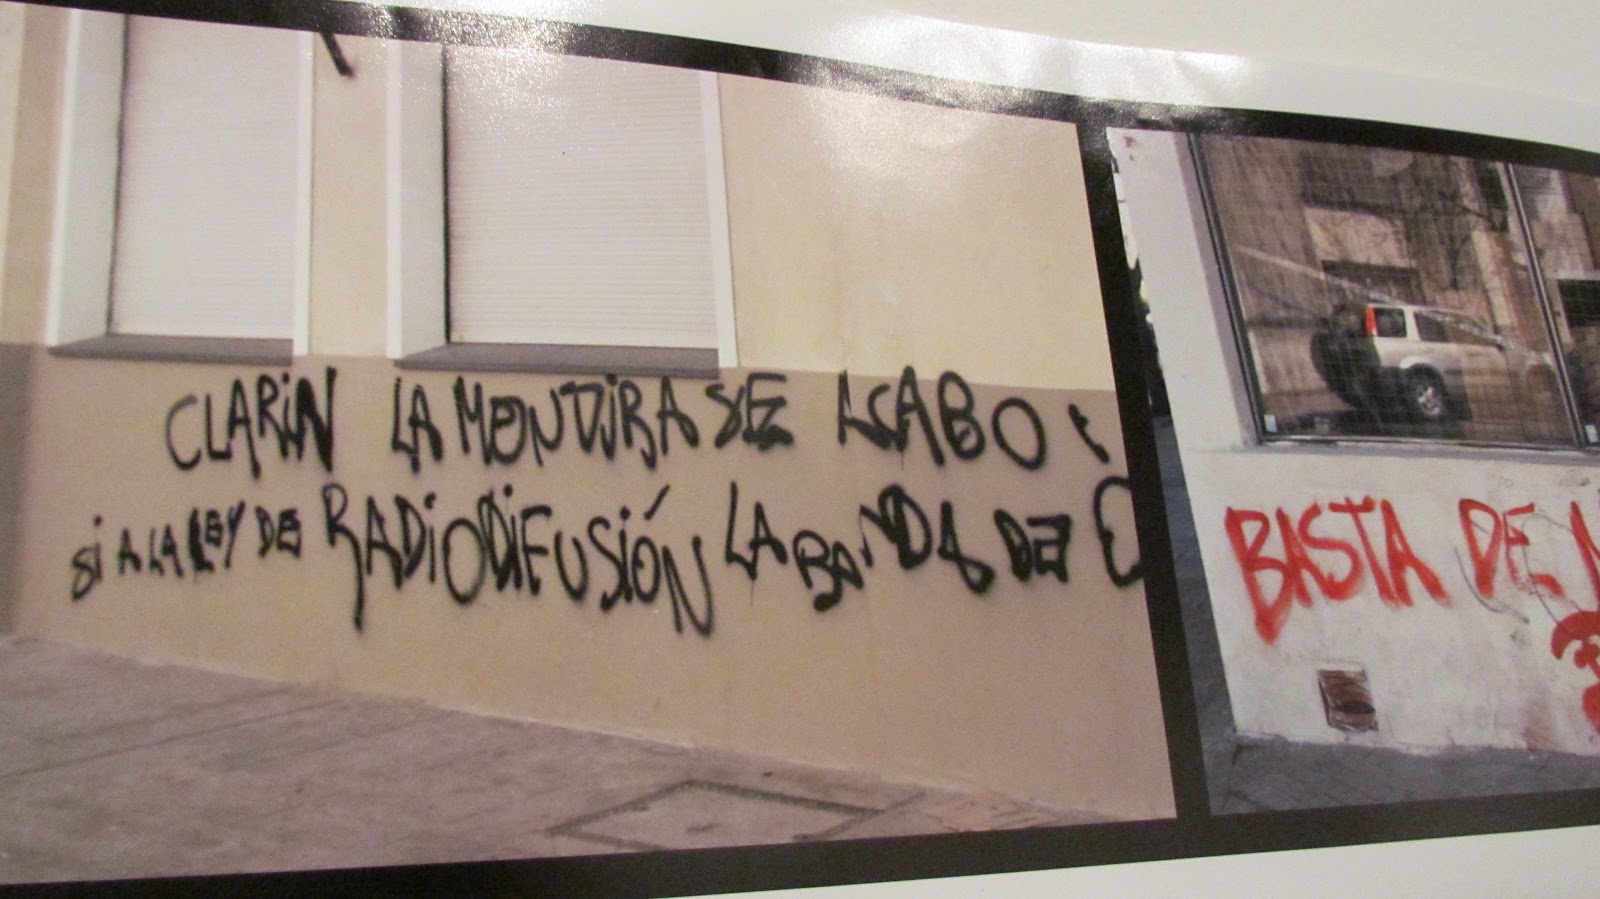 CLARiN LA MENTIRA SE ACABO
Si A LA LEY DE RADiODiFUSiÓN LA BANDA DE
BASTA DE